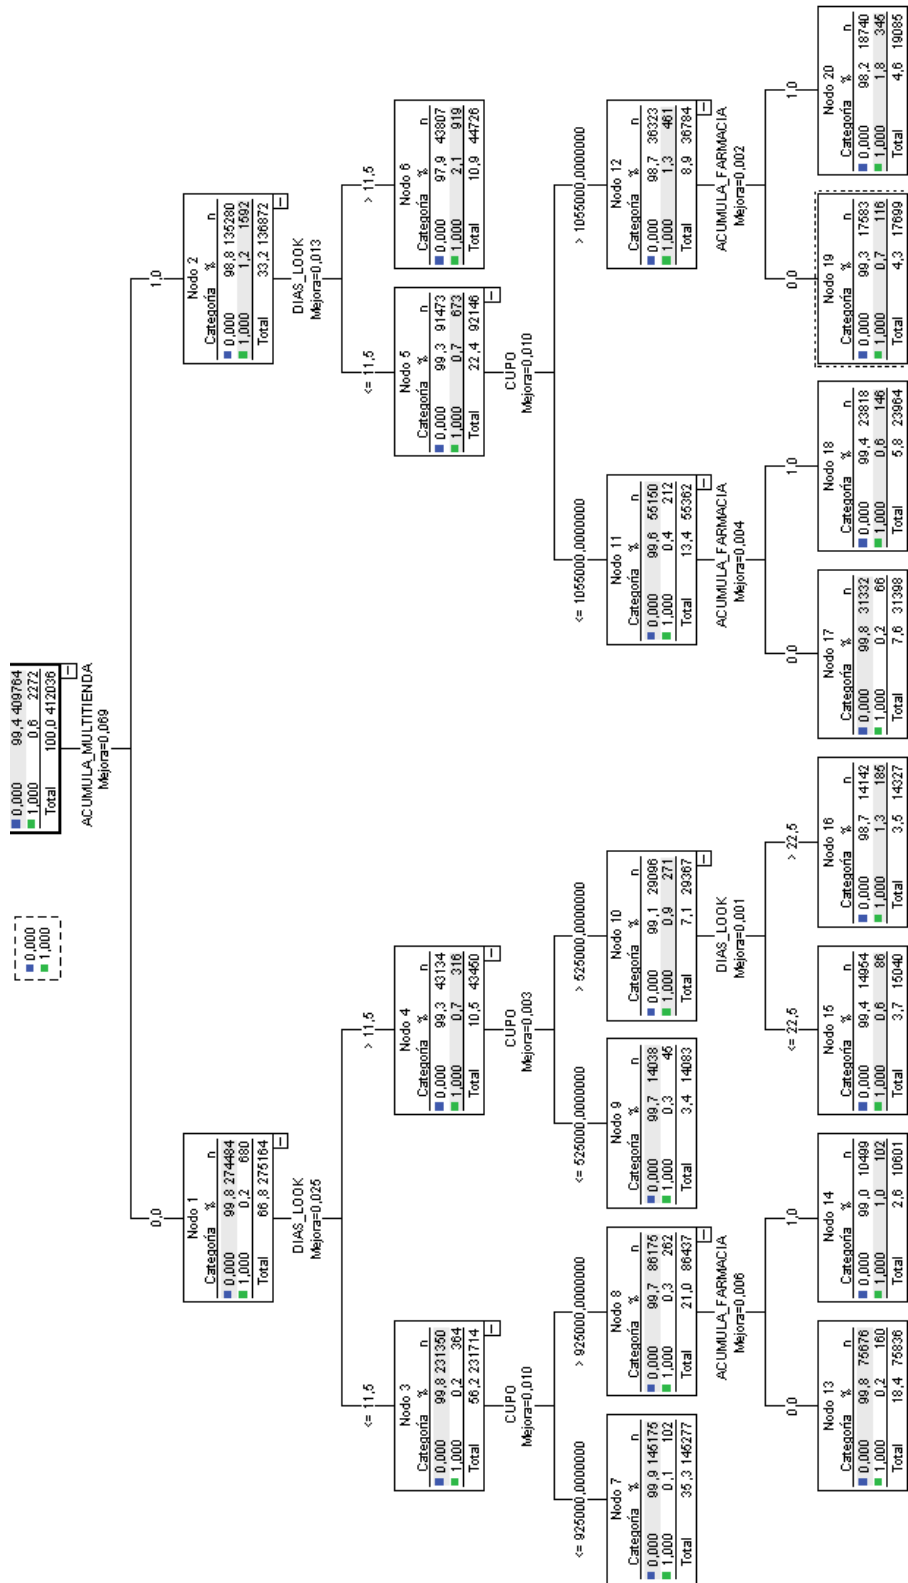 0,000
1,000
0,000 99,4 409764
1,000 0,6 2272
Total 100,0 412036
ACUMULA_MULTITIENDA
Mejora=0,069
0,0
1,0
Nodo 1
Categoría % n
0,000 99,8 274484
1,000 0,2 680
Total 66,8 275164
DIAS_LOOK
Mejora=0,025
Nodo 2
Categoría % n
0,000 98,8 135280
1,000 1,2 1592
Total 33,2 136872
DIAS_LOOK
Mejora=0,013
<= 11,5
> 11,5
<= 11,5
> 11,5
Nodo 3
Categoría % n
0,000 99,8 231350
1,000 0,2 364
Total 56,2 231714
CUPO
Mejora=0,010
Nodo 4
Categoría % n
0,000 99,3 43134
1,000 0,7 316
Total 10,5 43450
CUPO
Mejora=0,003
Nodo 5
Categoría % n
0,000 99,3 91473
1,000 0,7 673
Total 22,4 92146
CUPO
Mejora=0,010
Nodo 6
Categoría % n
0,000 97,9 43807
1,000 2,1 919
Total 10,9 44726
<= 925000,0000000
> 925000,0000000
<= 525000,0000000
> 525000,0000000
<= 1055000,0000000
> 1055000,0000000
Nodo 7
Categoría % n
0,000 99,9 145175
1,000 0,1 102
Total 35,3 145277
Nodo 8
Categoría % n
0,000 99,7 86175
1,000 0,3 262
Total 21,0 86437
ACUMULA_FARMACIA
Mejora=0,006
Nodo 9
Categoría % n
0,000 99,7 14038
1,000 0,3 45
Total 3,4 14083
Nodo 10
Categoría % n
0,000 99,1 29096
1,000 0,9 271
Total 7,1 29367
DIAS_LOOK
Mejora=0,001
Nodo 11
Categoría % n
0,000 99,6 55150
1,000 0,4 212
Total 13,4 55362
ACUMULA_FARMACIA
Mejora=0,004
Nodo 12
Categoría % n
0,000 98,7 36323
1,000 1,3 461
Total 8,9 36784
ACUMULA_FARMACIA
Mejora=0,002
0,0
1,0
<= 22,5
> 22,5
0,0
1,0
0,0
1,0
Nodo 13
Categoría % n
0,000 99,8 75676
1,000 0,2 160
Total 18,4 75836
Nodo 14
Categoría % n
0,000 99,0 10499
1,000 1,0 102
Total 2,6 10601
Nodo 15
Categoría % n
0,000 99,4 14954
1,000 0,6 86
Total 3,7 15040
Nodo 16
Categoría % n
0,000 98,7 14142
1,000 1,3 185
Total 3,5 14327
Nodo 17
Categoría % n
0,000 99,8 31332
1,000 0,2 66
Total 7,6 31398
Nodo 18
Categoría % n
0,000 99,4 23818
1,000 0,6 146
Total 5,8 23964
Nodo 19
Categoría % n
0,000 99,3 17583
1,000 0,7 116
Total 4,3 17699
Nodo 20
Categoría % n
0,000 98,2 18740
1,000 1,8 345
Total 4,6 19085